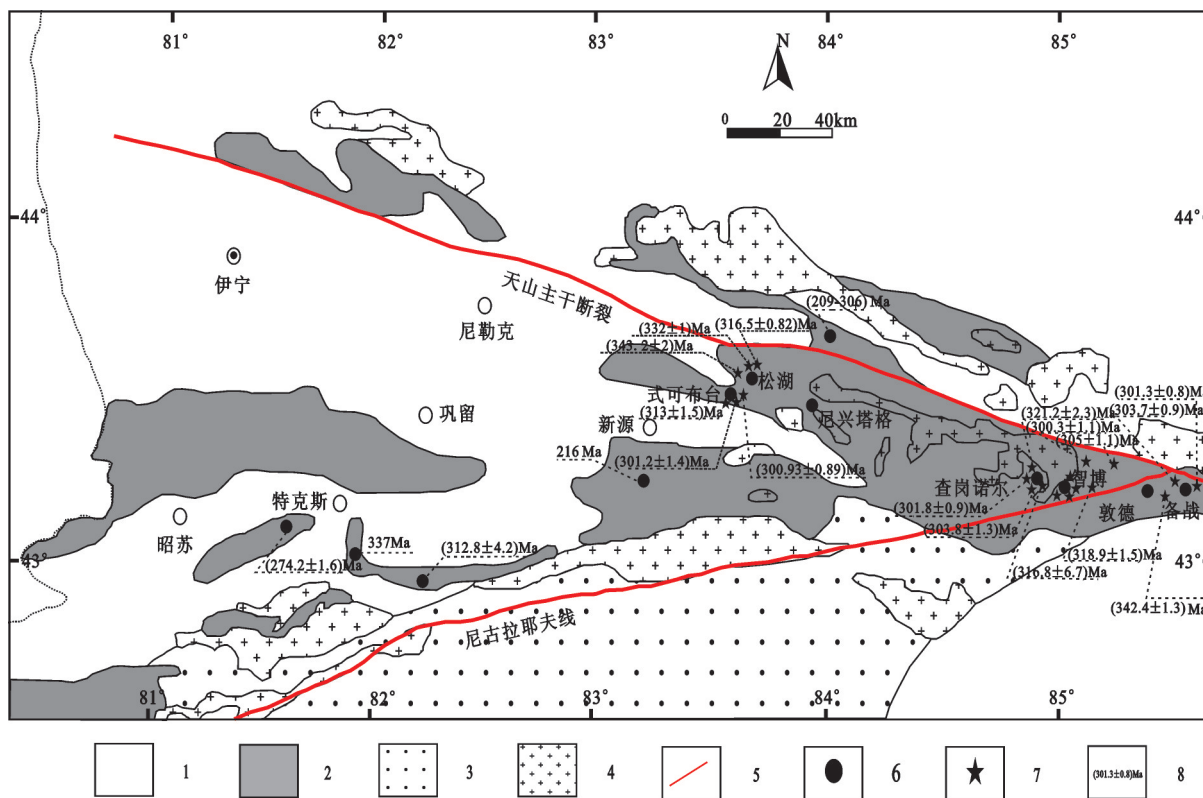 81°
82°
83°
84°
85°
N
0 20 40km
44°
44°
伊宁
天山主干断裂
尼勒克
(209-306) Ma
(332±1)Ma
(316.5±0.82)Ma
(343.2±2)Ma
松湖
式可布台
(313±1.5)Ma
尼兴塔格
巩留
新源
(301.3±0.8)Ma
(321.2±2.3)Ma
(303.7±0.9)Ma
(300.3±1.1)Ma
(305±1.1)Ma
216 Ma
(301.2±1.4)Ma
(300.93±0.89)Ma
查岗诺尔
智博
(301.8±0.9)Ma
敦德
备战
特克斯
昭苏
337Ma
(312.8±4.2)Ma
(274.2±1.6)Ma
(303.8±1.3)Ma
(318.9±1.5)Ma
(316.8±6.7)Ma
43°
43°
(342.4±1.3)Ma
尼古拉耶夫线
81°
82°
83°
84°
85°
1
2
3
4
5
6
7
(301.3±0.8)Ma
8